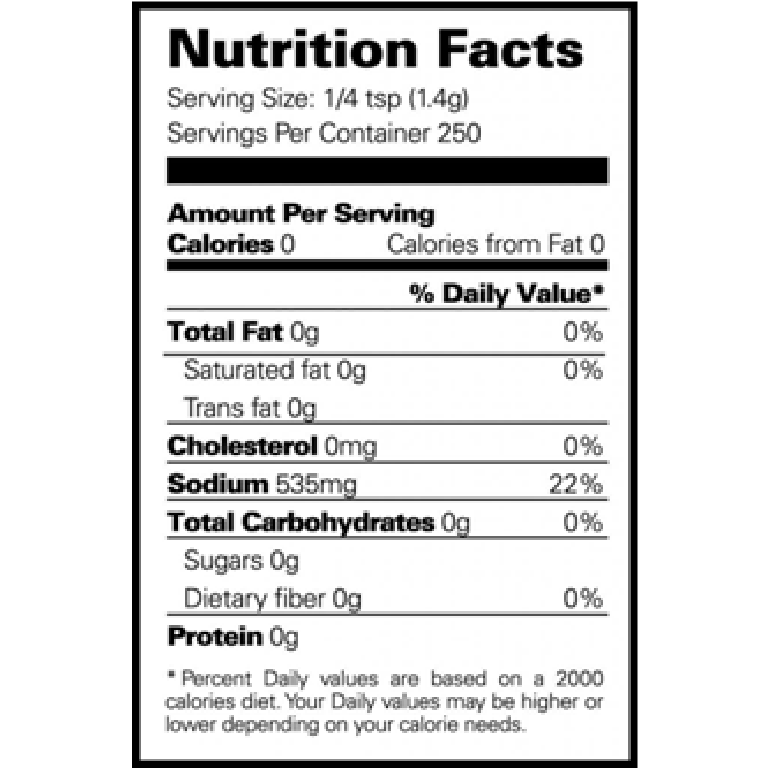 Nutrition Facts
Serving Size: 1/4 tsp (1.4g)
Servings Per Container 250
Amount Per Serving
Calories 0 Calories from Fat 0
% Daily Value*
Total Fat 0g 0%
Saturated fat 0g 0%
Trans fat 0g
Cholesterol 0mg 0%
Sodium 535mg 22%
Total Carbohydrates 0g 0%
Sugars 0g
Dietary fiber 0g 0%
Protein 0g
* Percent Daily values are based on a 2000
calories diet. Your Daily values may be higher or
lower depending on your calorie needs.